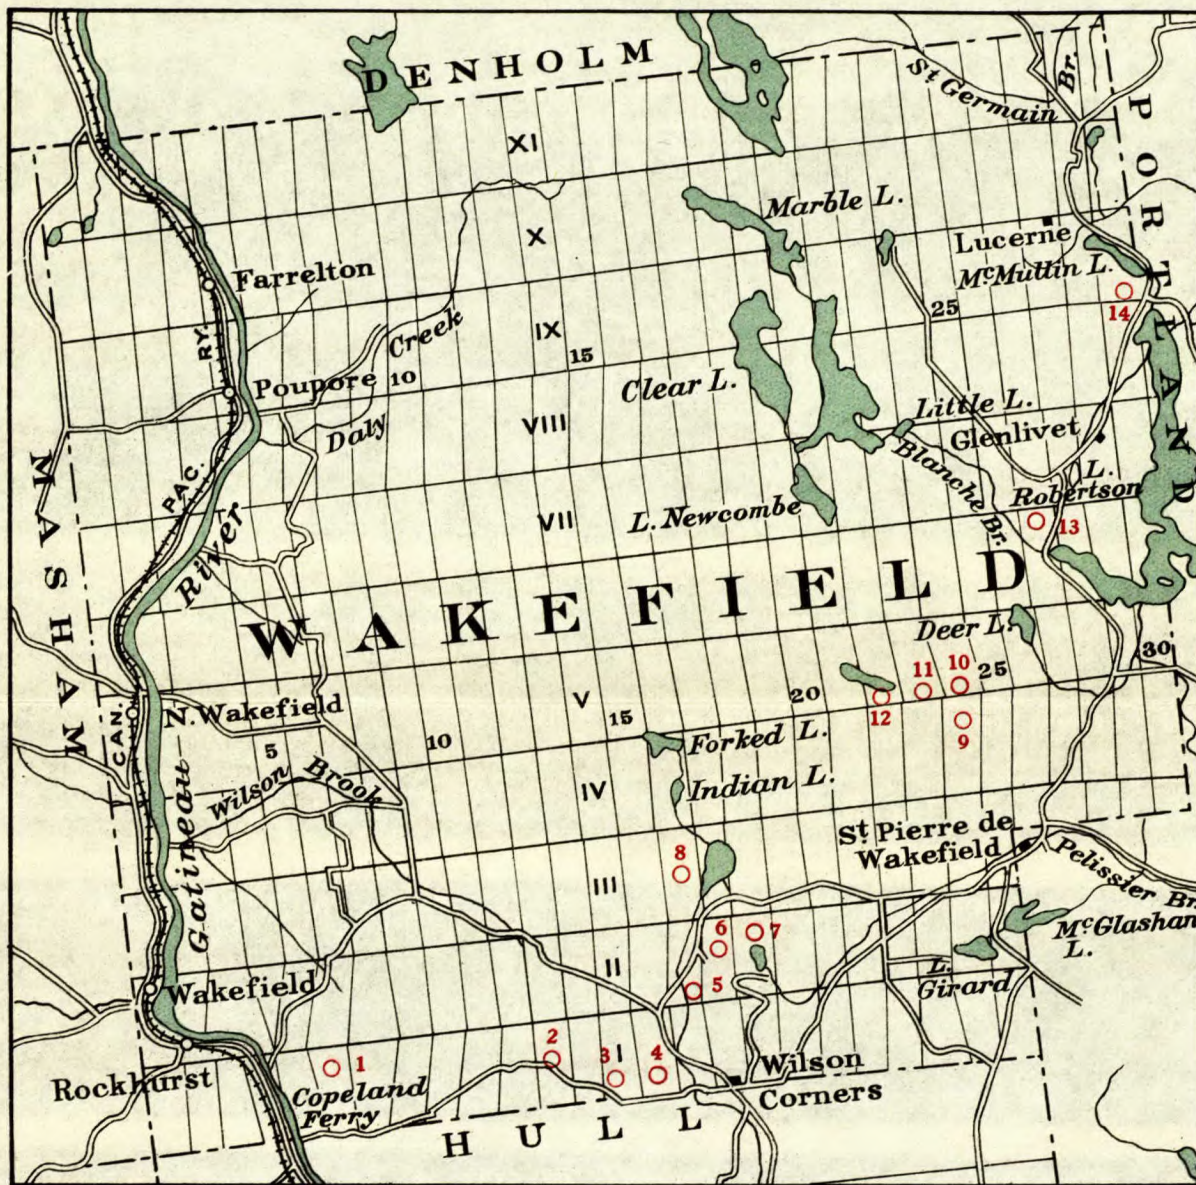 DENHOLM
St Germain Br.
PORTLAND
XI
Marble L.
X
Lucerne
McMullin L.
Farrelton
14
25
RY.
IX
15
Creek
Clear L.
Poupore 10
Little L.
Daly
VIII
Glenlivet
Blanche Br.
L. Robertson
MASHAM
PAC.
VII
L. Newcombe
13
River
WAKEFIELD
Deer L.
30
11
10
25
20
12
9
V
15
N. Wakefield
CAN.
10
Forked L.
5
Wilson Brook
IV
Indian L.
St Pierre de
Wakefield
Pelissier Br.
8
III
Gatineau
McGlashan
L.
6
7
II
5
L.
Girard
Wakefield
2
3
I
4
1
Wilson
Corners
Rockhurst
Copeland
Ferry
HULL